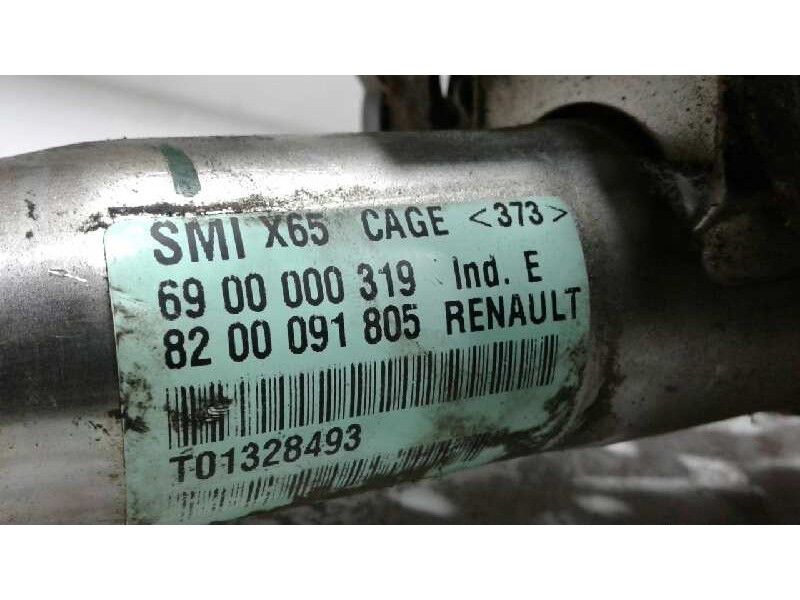 SMI X65 CAGE <373>
69 00 000 319 Ind. E
82 00 091 805 RENAULT
T01328493